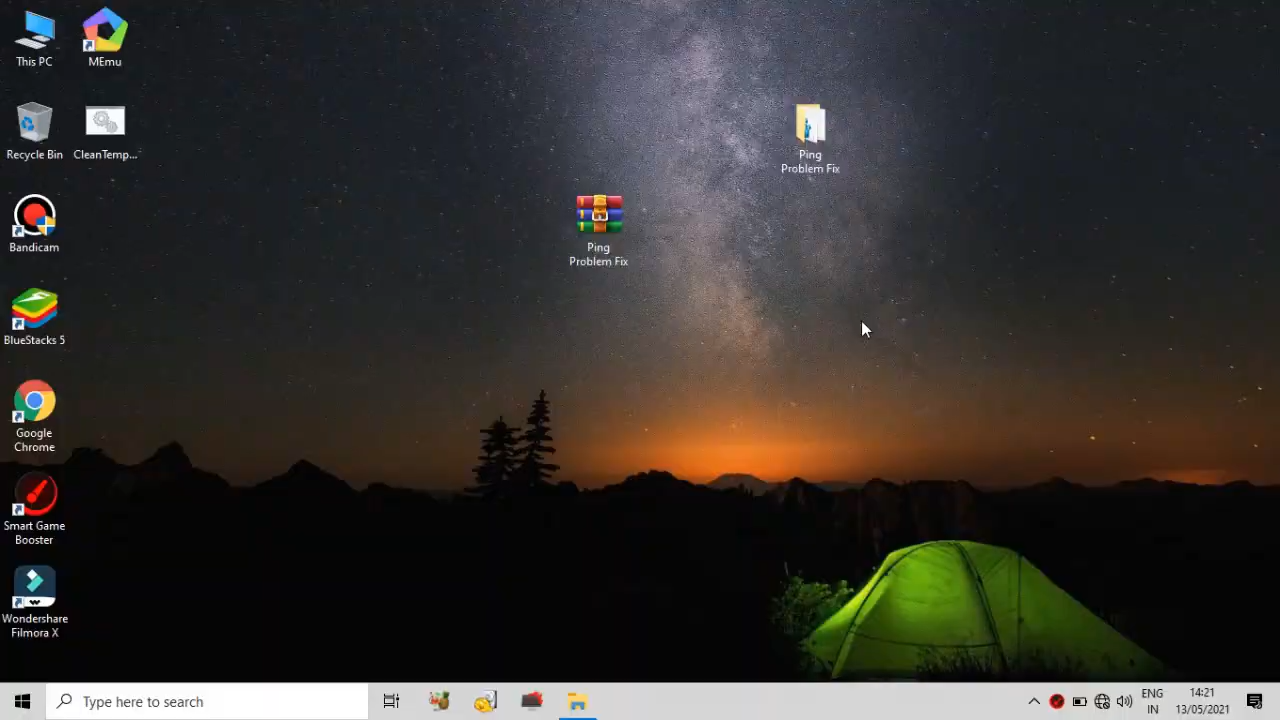 This PC
MEmu
Recycle Bin
CleanTemp...
Bandicam
BlueStacks 5
Google
Chrome
Smart Game
Booster
Wondershare
Filmora X
Ping
Problem Fix
Ping
Problem Fix
Type here to search
ENG
IN
14:21
13/05/2021